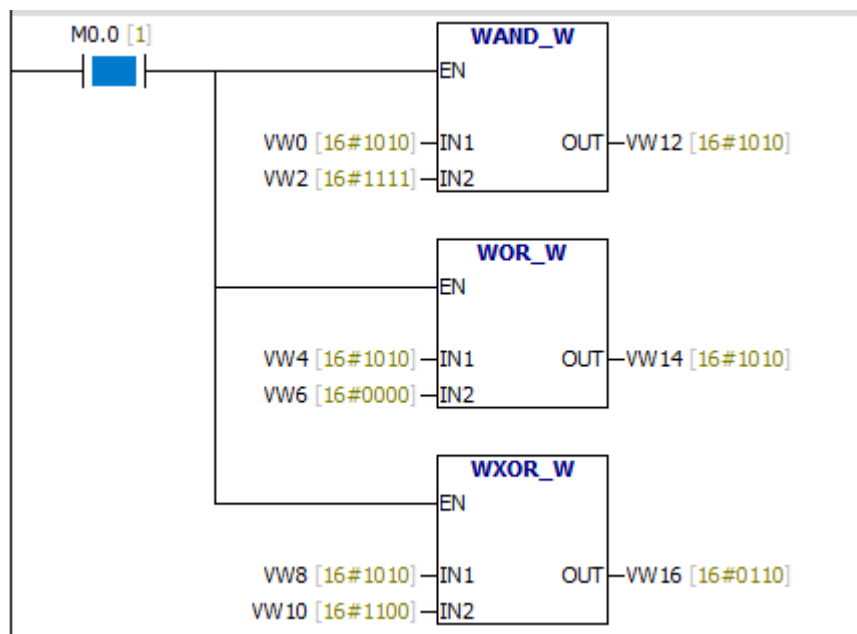 M0.0 [1]
WAND_W
EN
VW0 [16#1010] IN1 OUT VW12 [16#1010]
VW2 [16#1111] IN2
WOR_W
EN
VW4 [16#1010] IN1 OUT VW14 [16#1010]
VW6 [16#0000] IN2
WXOR_W
EN
VW8 [16#1010] IN1 OUT VW16 [16#0110]
VW10 [16#1100] IN2